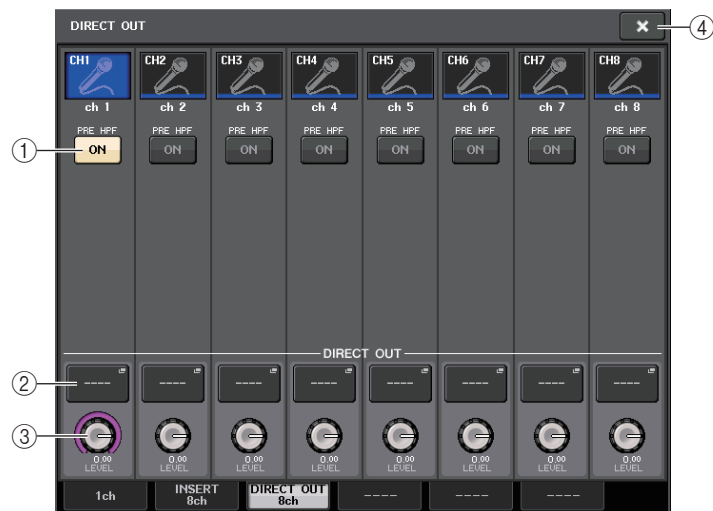 DIRECT OUT
④
CH1 CH2 CH3 CH4 CH5 CH6 CH7 CH8
ch 1 ch 2 ch 3 ch 4 ch 5 ch 6 ch 7 ch 8
PRE HPF PRE HPF PRE HPF PRE HPF PRE HPF PRE HPF PRE HPF PRE HPF
① ON ON ON ON ON ON ON ON
DIRECT OUT
② ---- ---- ---- ---- ---- ---- ---- ----
③
0.00 0.00 0.00 0.00 0.00 0.00 0.00 0.00
LEVEL LEVEL LEVEL LEVEL LEVEL LEVEL LEVEL LEVEL
1ch INSERT 8ch DIRECT OUT 8ch ---- ---- ----